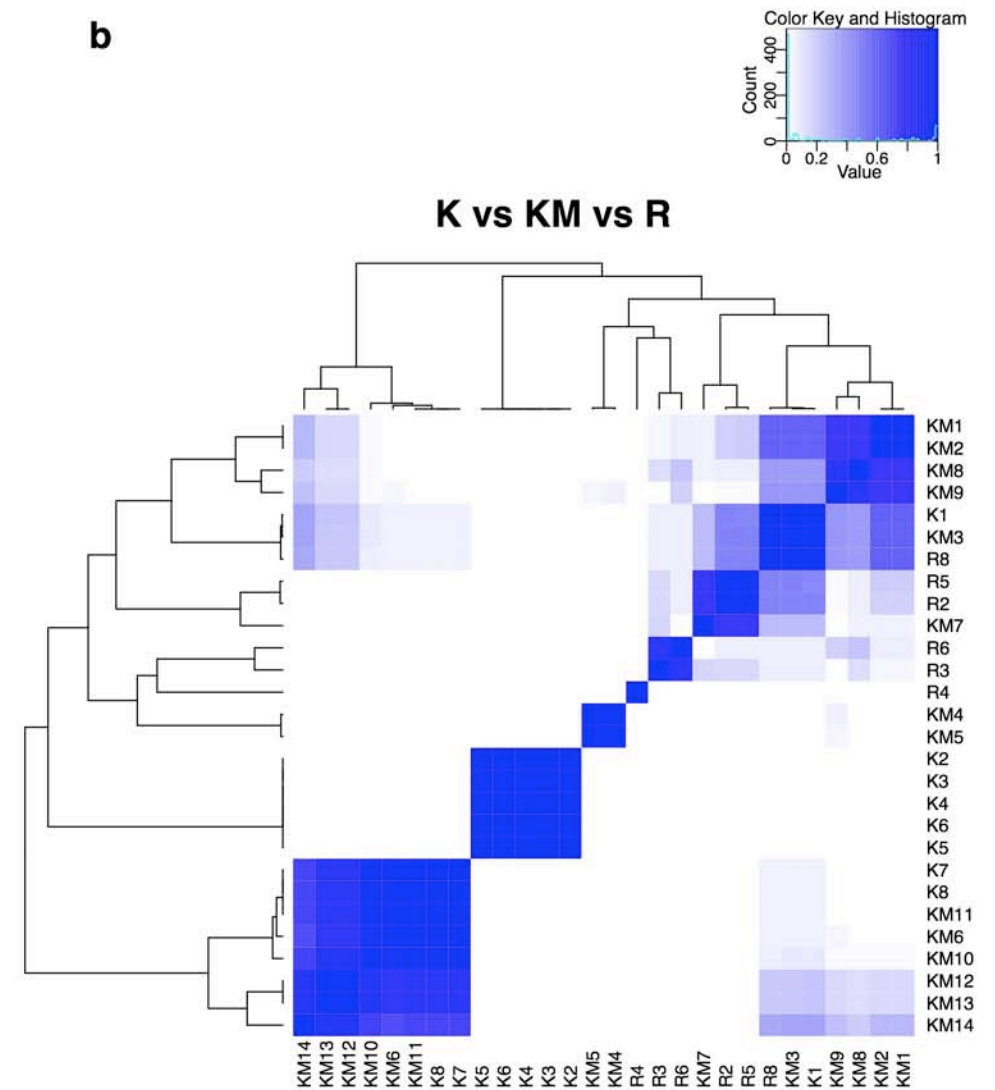 b
Color Key and Histogram
Count
0 200 400
0 0.2 0.6 1
Value
K vs KM vs R
KM1
KM2
KM8
KM9
K1
KM3
R8
R5
R2
KM7
R6
R3
R4
KM4
KM5
K2
K3
K4
K6
K5
K7
K8
KM11
KM6
KM10
KM12
KM13
KM14
KM14 KM13 KM12 KM10 KM6 KM11 K8 K7 K5 K6 K4 K3 K2 KM5 KM4 R4 R3 R6 KM7 R2 R5 R8 KM3 K1 KM9 KM8 KM2 KM1